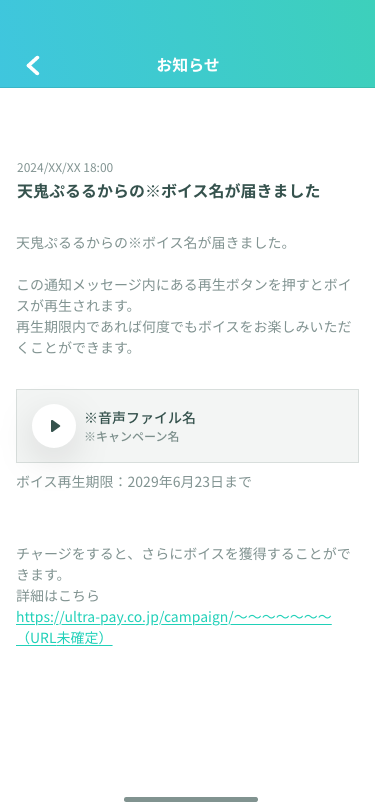 お知らせ
2024/XX/XX 18:00
天鬼ぷるるからの※ボイス名が届きました
天鬼ぷるるからの※ボイス名が届きました。
この通知メッセージ内にある再生ボタンを押すとボイ
スが再生されます。
再生期限内であれば何度でもボイスをお楽しみいただ
くことができます。
※音声ファイル名
※キャンペーン名
ボイス再生期限：2029年6月23日まで
チャージをすると、さらにボイスを獲得することがで
きます。
詳細はこちら
https://ultra-pay.co.jp/campaign/〜〜〜〜〜〜〜
（URL未確定）